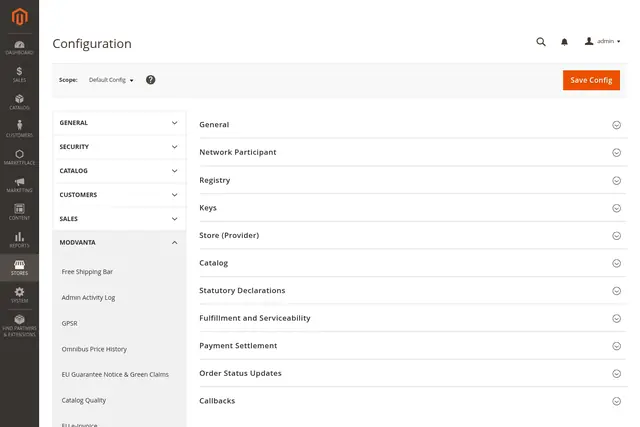 Configuration
admin
Scope:
Default Config
?
Save Config
DASHBOARD
SALES
CATALOG
CUSTOMERS
MARKETPLACE
MARKETING
CONTENT
REPORTS
STORES
SYSTEM
FIND PARTNERS
& EXTENSIONS
GENERAL
SECURITY
CATALOG
CUSTOMERS
SALES
MODVANTA
Free Shipping Bar
Admin Activity Log
GPSR
Omnibus Price History
EU Guarantee Notice & Green Claims
Catalog Quality
EU e-Invoice
General
Network Participant
Registry
Keys
Store (Provider)
Catalog
Statutory Declarations
Fulfillment and Serviceability
Payment Settlement
Order Status Updates
Callbacks